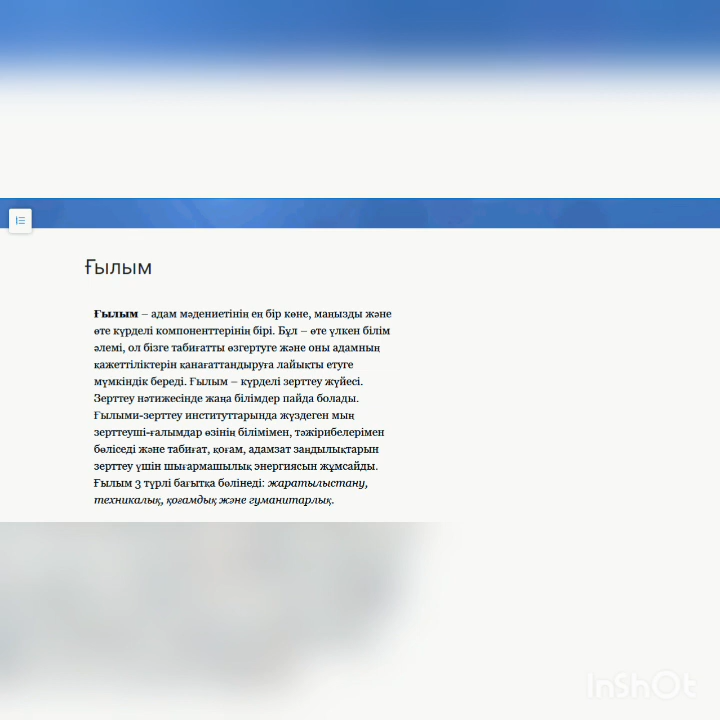 Ғылым
Ғылым – адам мәдениетінің ең бір көне, маңызды және
өте күрделі компоненттерінің бірі. Бұл – өте үлкен білім
әлемі, ол бізге табиғатты өзгертуге және оны адамның
қажеттіліктерін қанағаттандыруға лайықты етуге
мүмкіндік береді. Ғылым – күрделі зерттеу жүйесі.
Зерттеу нәтижесінде жаңа білімдер пайда болады.
Ғылыми-зерттеу институттарында жүздеген мың
зерттеуші-ғалымдар өзінің білімімен, тәжірибелерімен
бөліседі және табиғат, қоғам, адамзат заңдылықтарын
зерттеу үшін шығармашылық энергиясын жұмсайды.
Ғылым 3 түрлі бағытқа бөлінеді: жаратылыстану,
техникалық, қоғамдық және гуманитарлық.
InShOt